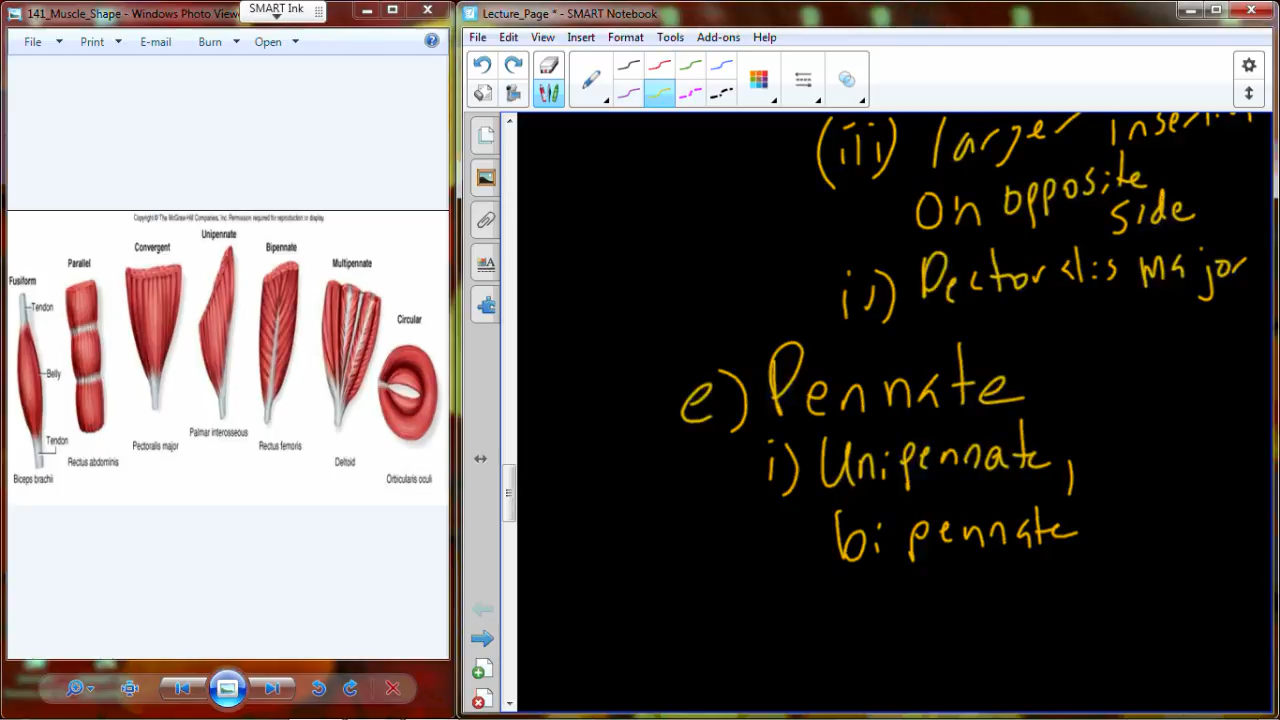 141_Muscle_Shape - Windows Photo Viewer
SMART Ink
File Print E-mail Burn Open
Copyright © The McGraw-Hill Companies, Inc. Permission required for reproduction or display.
Fusiform
Parallel
Convergent
Unipennate
Bipennate
Multipennate
Circular
Tendon
Belly
Tendon
Biceps brachii
Rectus abdominis
Pectoralis major
Palmar interosseous
Rectus femoris
Deltoid
Orbicularis oculi
Lecture_Page * - SMART Notebook
File Edit View Insert Format Tools Add-ons Help
(iii) larger
on opposite
side
ii) Pectoralis major
e) Pennate
i) Unipennate,
bipennate